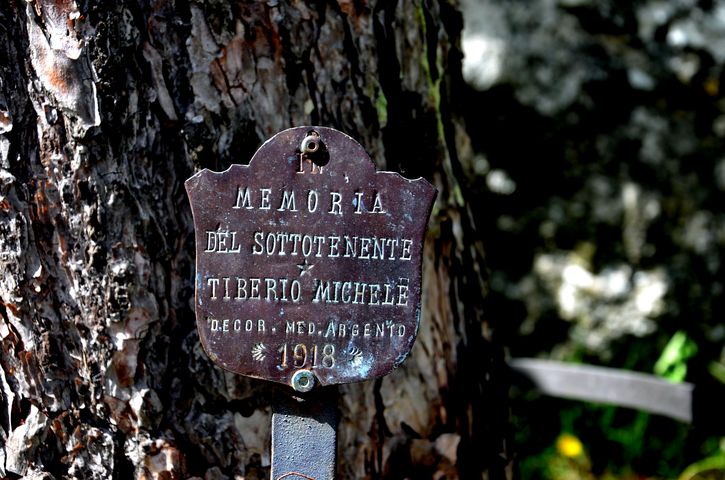 IN
MEMORIA
DEL SOTTOTENENTE
TIBERIO MICHELE
DECOR. MED. ARGENTO
1918